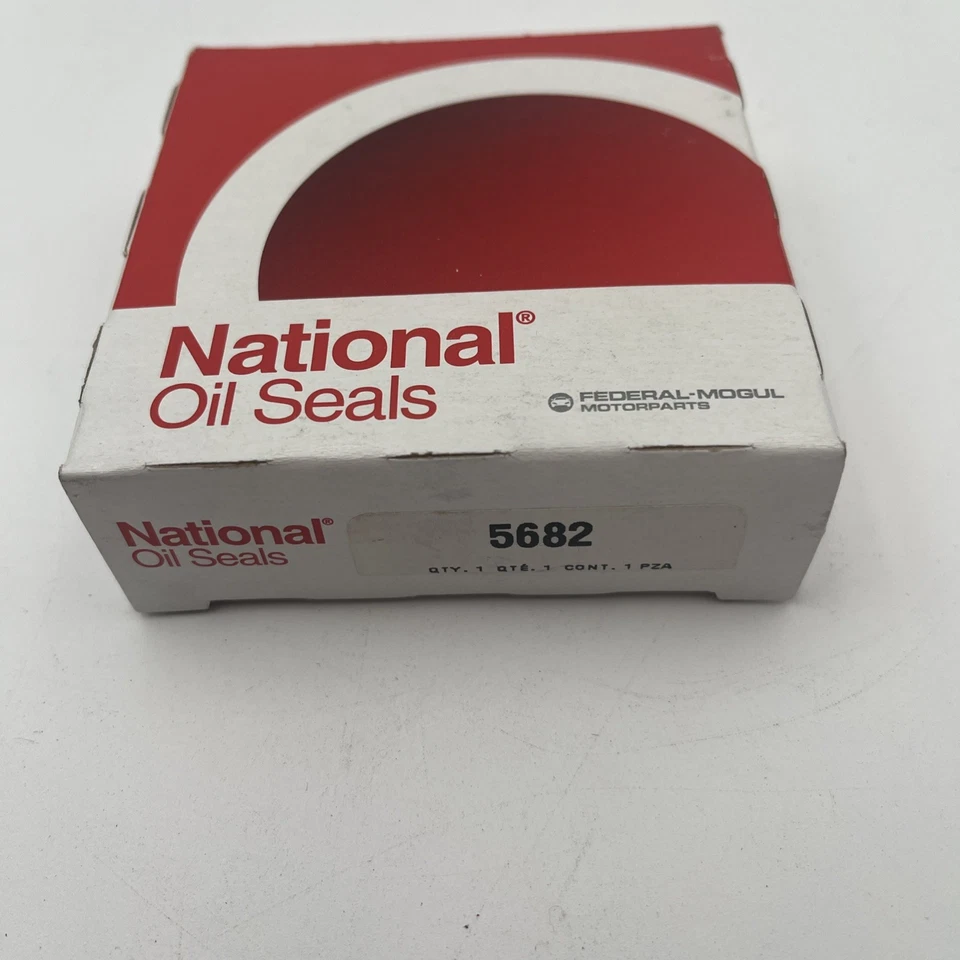 National®
Oil Seals
FEDERAL-MOGUL
MOTORPARTS
National®
Oil Seals
5682
QTY. 1 QTÉ. 1 CONT. 1 PZA